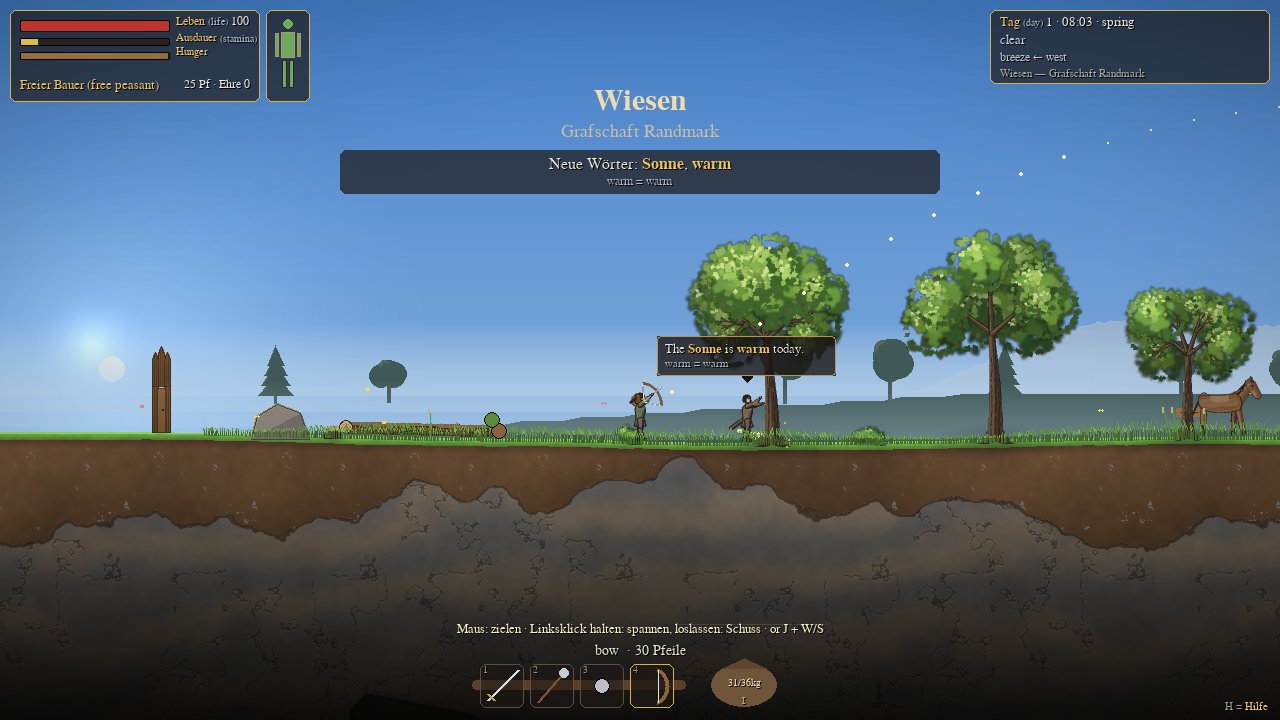 Leben (life) 100
Ausdauer (stamina)
Hunger
Freier Bauer (free peasant) 25 Pf · Ehre 0
Tag (day) 1 · 08:03 · spring
clear
breeze ← west
Wiesen — Grafschaft Randmark
Wiesen
Grafschaft Randmark
Neue Wörter: Sonne, warm
warm = warm
The Sonne is warm today.
warm = warm
Maus: zielen · Linksklick halten: spannen, loslassen: Schuss · or J + W/S
bow · 30 Pfeile
1 2 3 4
31/36kg
I
H = Hilfe